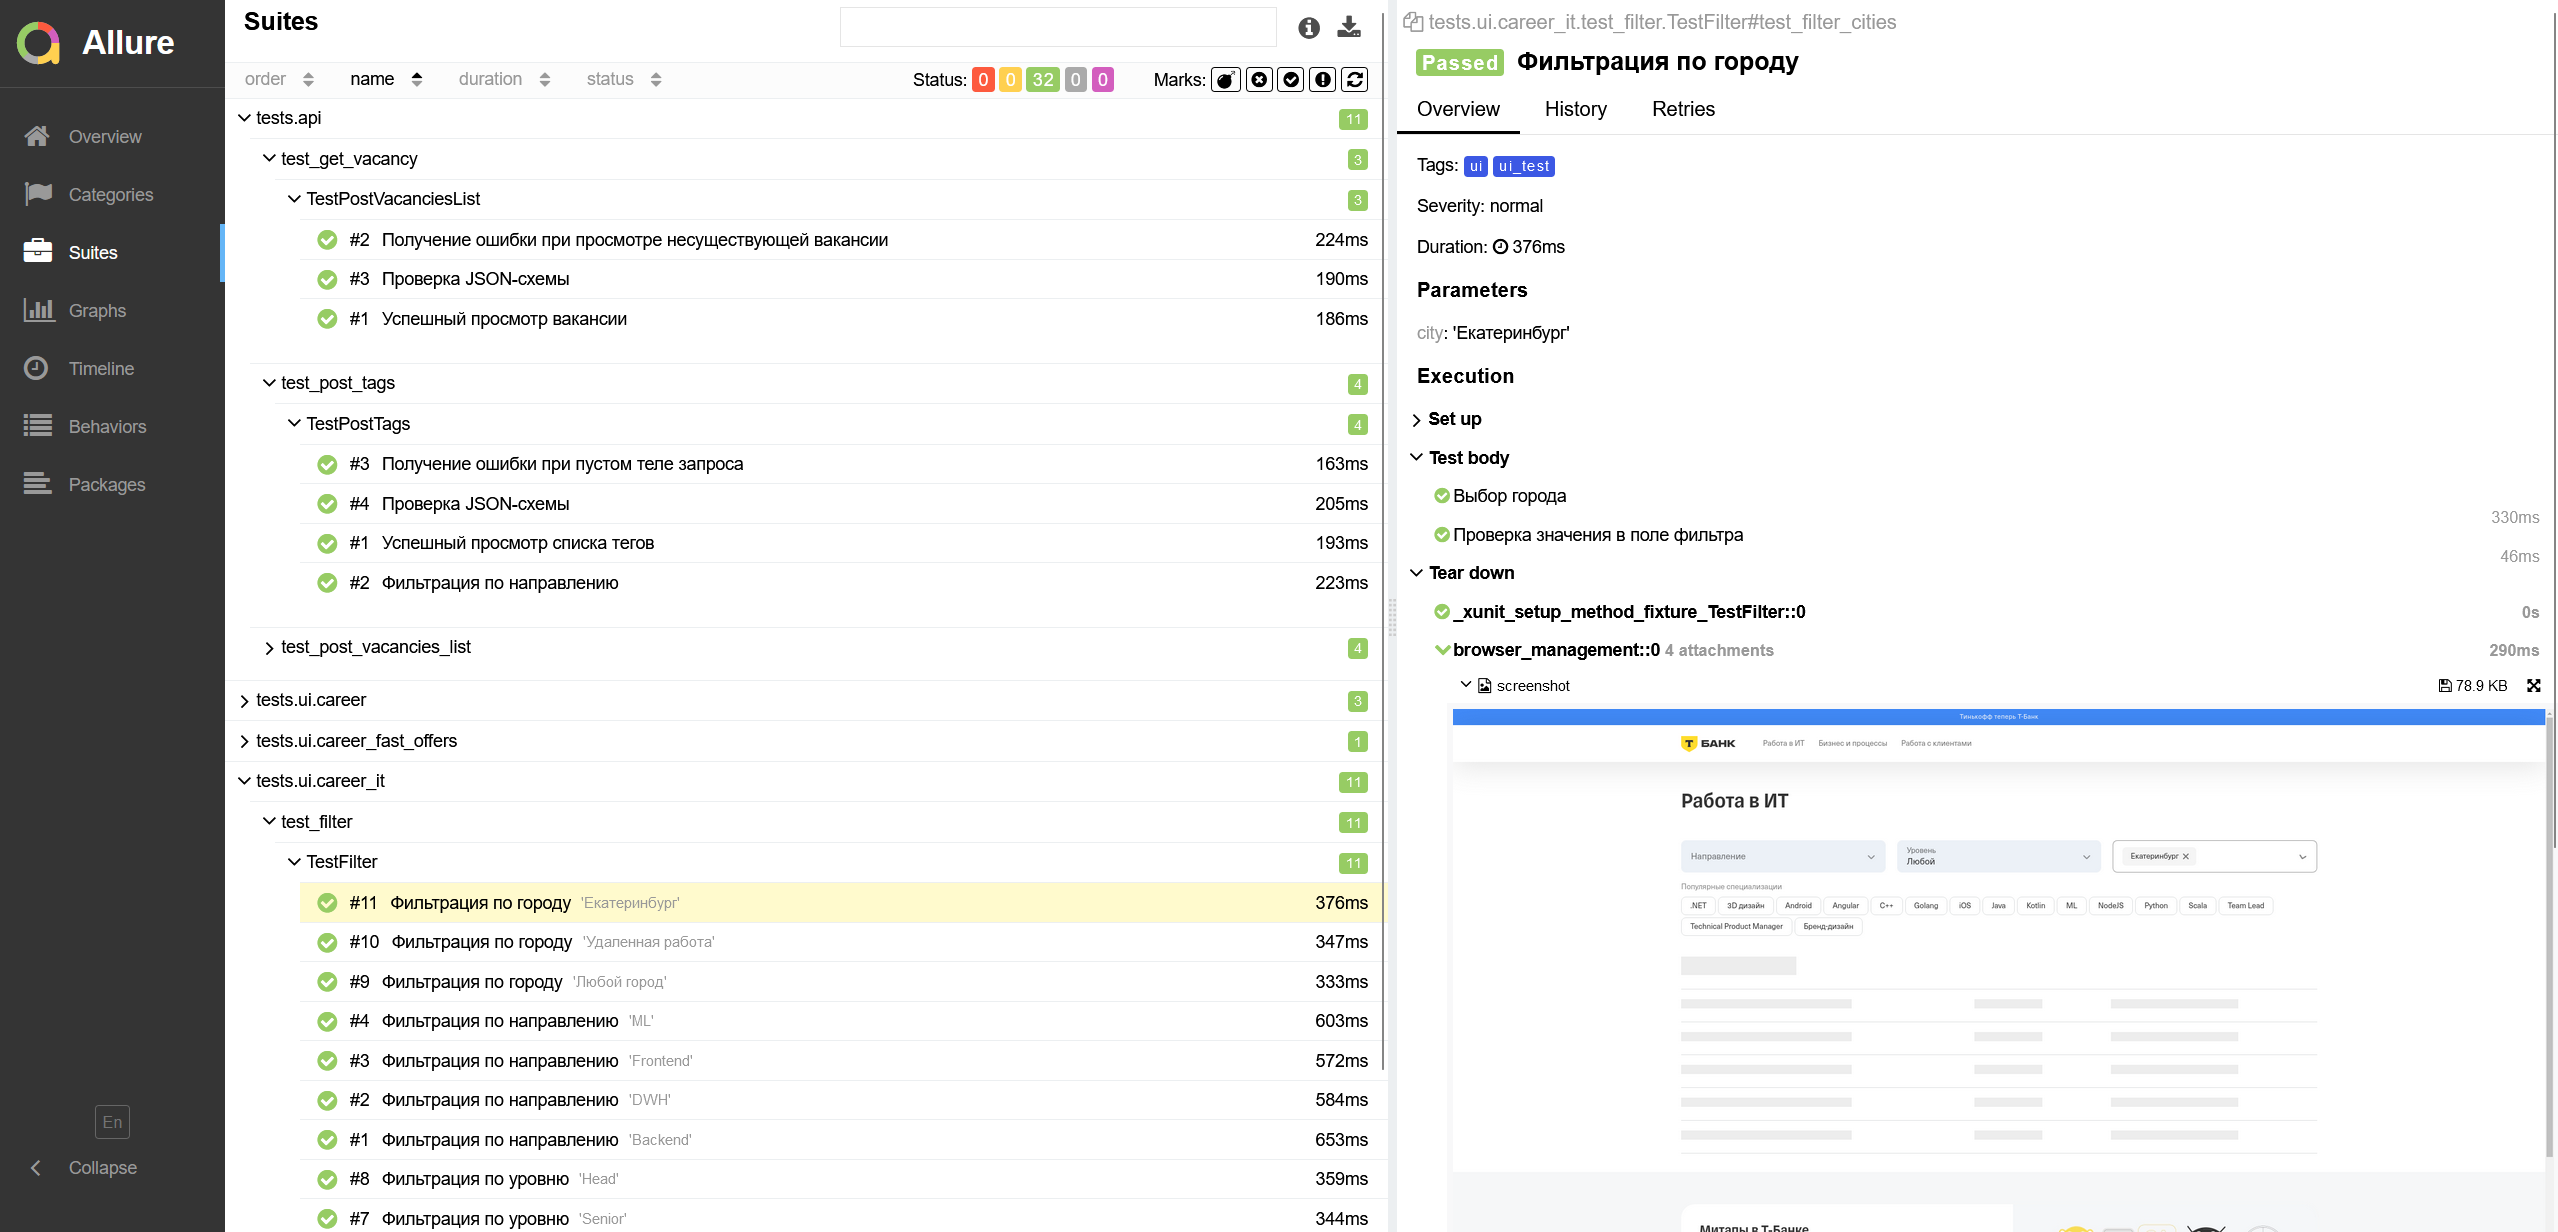 Allure
Overview
Categories
Suites
Graphs
Timeline
Behaviors
Packages
En
Collapse
Suites
order name duration status Status: 0 0 32 0 0 Marks:
tests.api 11
test_get_vacancy 3
TestPostVacanciesList 3
#2 Получение ошибки при просмотре несуществующей вакансии 224ms
#3 Проверка JSON-схемы 190ms
#1 Успешный просмотр вакансии 186ms
test_post_tags 4
TestPostTags 4
#3 Получение ошибки при пустом теле запроса 163ms
#4 Проверка JSON-схемы 205ms
#1 Успешный просмотр списка тегов 193ms
#2 Фильтрация по направлению 223ms
test_post_vacancies_list 4
tests.ui.career 3
tests.ui.career_fast_offers 1
tests.ui.career_it 11
test_filter 11
TestFilter 11
#11 Фильтрация по городу 'Екатеринбург' 376ms
#10 Фильтрация по городу 'Удаленная работа' 347ms
#9 Фильтрация по городу 'Любой город' 333ms
#4 Фильтрация по направлению 'ML' 603ms
#3 Фильтрация по направлению 'Frontend' 572ms
#2 Фильтрация по направлению 'DWH' 584ms
#1 Фильтрация по направлению 'Backend' 653ms
#8 Фильтрация по уровню 'Head' 359ms
#7 Фильтрация по уровню 'Senior' 344ms
tests.ui.career_it.test_filter.TestFilter#test_filter_cities
Passed Фильтрация по городу
Overview History Retries
Tags: ui ui_test
Severity: normal
Duration: 376ms
Parameters
city: 'Екатеринбург'
Execution
Set up
Test body
Выбор города
330ms
Проверка значения в поле фильтра
46ms
Tear down
_xunit_setup_method_fixture_TestFilter::0 0s
browser_management::0 4 attachments 290ms
screenshot 78.9 KB
Тинькофф теперь Т-Банк
Т БАНК Работа в ИТ Бизнес и процессы Работа с клиентами
Работа в ИТ
Направление
Уровень
Любой
Екатеринбург
Популярные специализации
.NET 3D дизайн Android Angular C++ Golang iOS Java Kotlin ML NodeJS Python Scala Team Lead
Technical Product Manager Бренд-дизайн
Митапы в Т-Банке